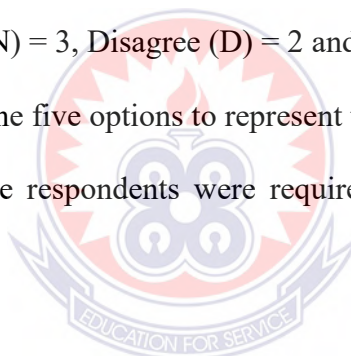 N) = 3, Disagree (D) = 2 and
he five options to represent
e respondents were require
EDUCATION FOR SERVICE